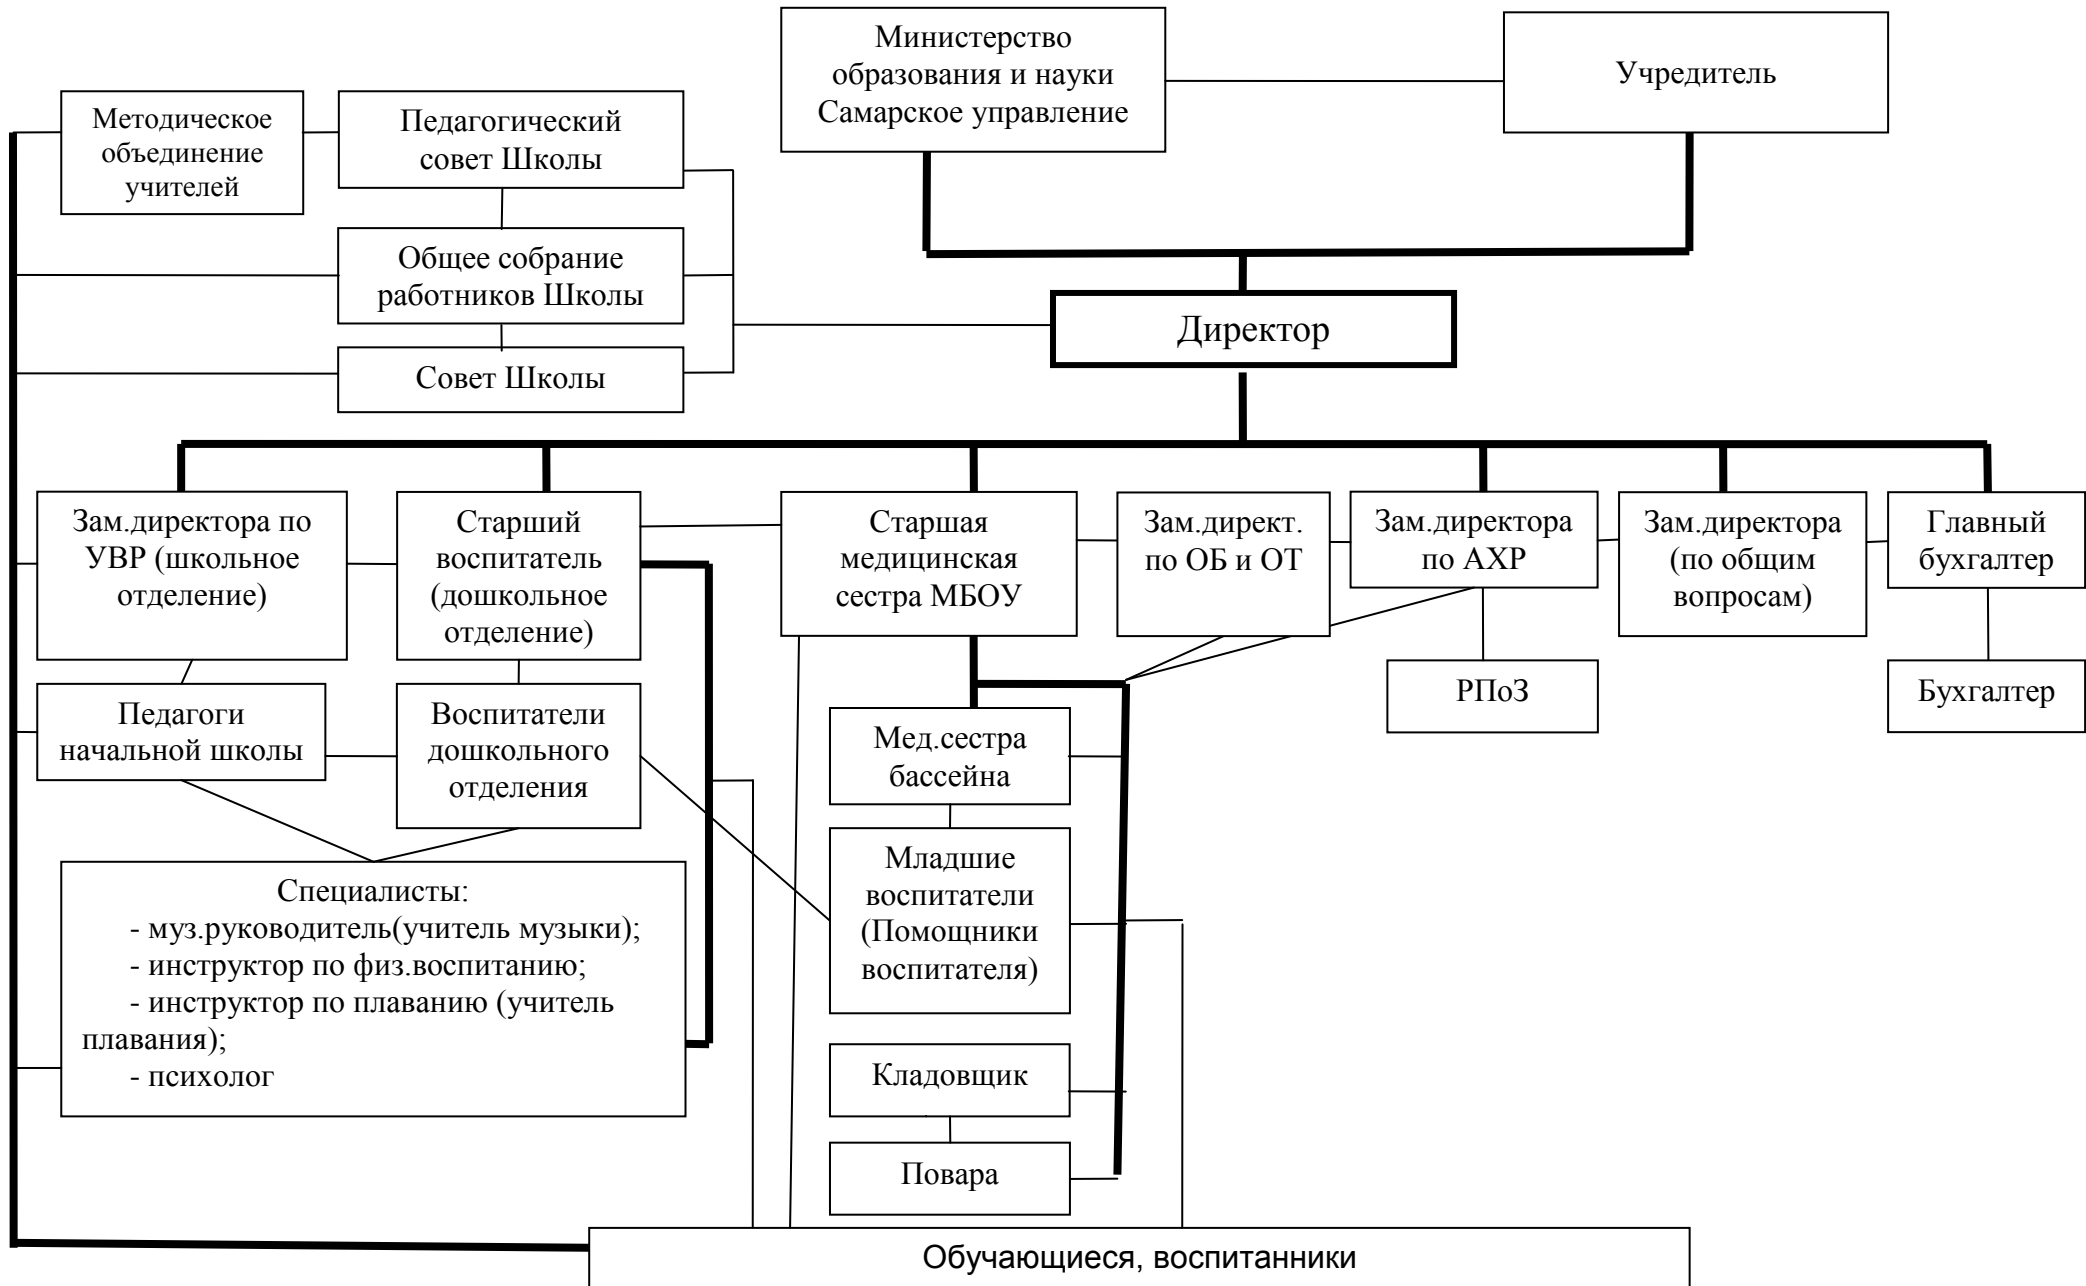 Министерство
образования и науки
Самарское управление
Учредитель
Методическое
объединение
учителей
Педагогический
совет Школы
Общее собрание
работников Школы
Совет Школы
Директор
Зам.директора по
УВР (школьное
отделение)
Старший
воспитатель
(дошкольное
отделение)
Старшая
медицинская
сестра МБОУ
Зам.директ.
по ОБ и ОТ
Зам.директора
по АХР
Зам.директора
(по общим
вопросам)
Главный
бухгалтер
Педагоги
начальной школы
Воспитатели
дошкольного
отделения
Мед.сестра
бассейна
РПоЗ
Бухгалтер
Младшие
воспитатели
(Помощники
воспитателя)
Специалисты:
- муз.руководитель(учитель музыки);
- инструктор по физ.воспитанию;
- инструктор по плаванию (учитель
плавания);
- психолог
Кладовщик
Повара
Обучающиеся, воспитанники